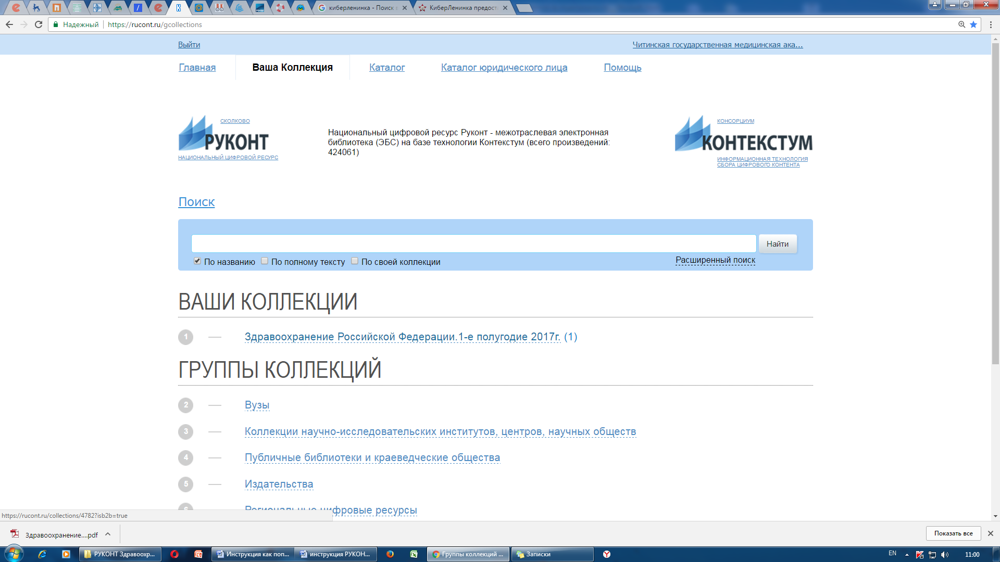 киберленинка - Поиск в
КиберЛенинка предоста
Надежный
https://rucont.ru/gcollections
Выйти
Читинская государственная медицинская ака...
Главная
Ваша Коллекция
Каталог
Каталог юридического лица
Помощь
СКОЛКОВО
РУКОНТ
НАЦИОНАЛЬНЫЙ ЦИФРОВОЙ РЕСУРС
Национальный цифровой ресурс Руконт - межотраслевая электронная
библиотека (ЭБС) на базе технологии Контекстум (всего произведений:
424061)
КОНСОРЦИУМ
КОНТЕКСТУМ
ИНФОРМАЦИОННАЯ ТЕХНОЛОГИЯ
СБОРА ЦИФРОВОГО КОНТЕНТА
Поиск
Найти
По названию
По полному тексту
По своей коллекции
Расширенный поиск
ВАШИ КОЛЛЕКЦИИ
1
Здравоохранение Российской Федерации.1-е полугодие 2017г. (1)
ГРУППЫ КОЛЛЕКЦИЙ
2
Вузы
3
Коллекции научно-исследовательских институтов, центров, научных обществ
4
Публичные библиотеки и краеведческие общества
5
Издательства
6
Региональные цифровые ресурсы
https://rucont.ru/collections/4782?isb2b=true
Здравоохранение....pdf
Показать все
РУКОНТ Здравоохр...
Инструкция как поп...
инструкция РУКОН...
Группы коллекций ...
Записки
EN
11:00